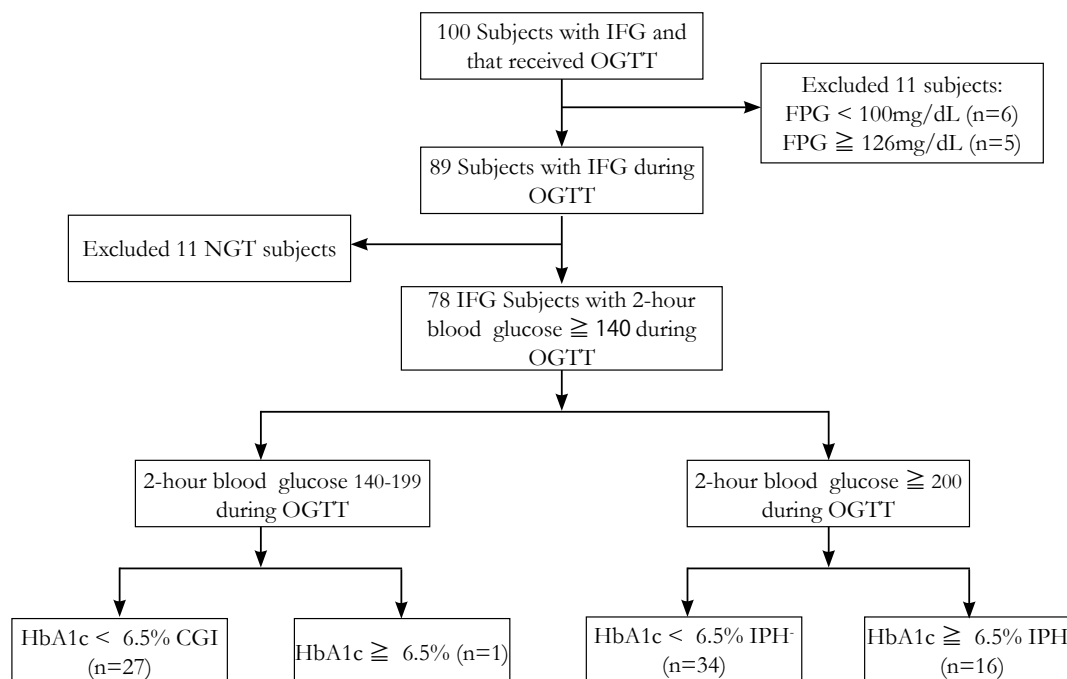 100 Subjects with IFG and
that received OGTT
Excluded 11 subjects:
FPG < 100mg/dL (n=6)
FPG ≧ 126mg/dL (n=5)
89 Subjects with IFG during
OGTT
Excluded 11 NGT subjects
78 IFG Subjects with 2-hour
blood glucose ≧ 140 during
OGTT
2-hour blood glucose 140-199
during OGTT
2-hour blood glucose ≧ 200
during OGTT
HbA1c < 6.5% CGI
(n=27)
HbA1c ≧ 6.5% (n=1)
HbA1c < 6.5% IPH-
(n=34)
HbA1c ≧ 6.5% IPH
(n=16)